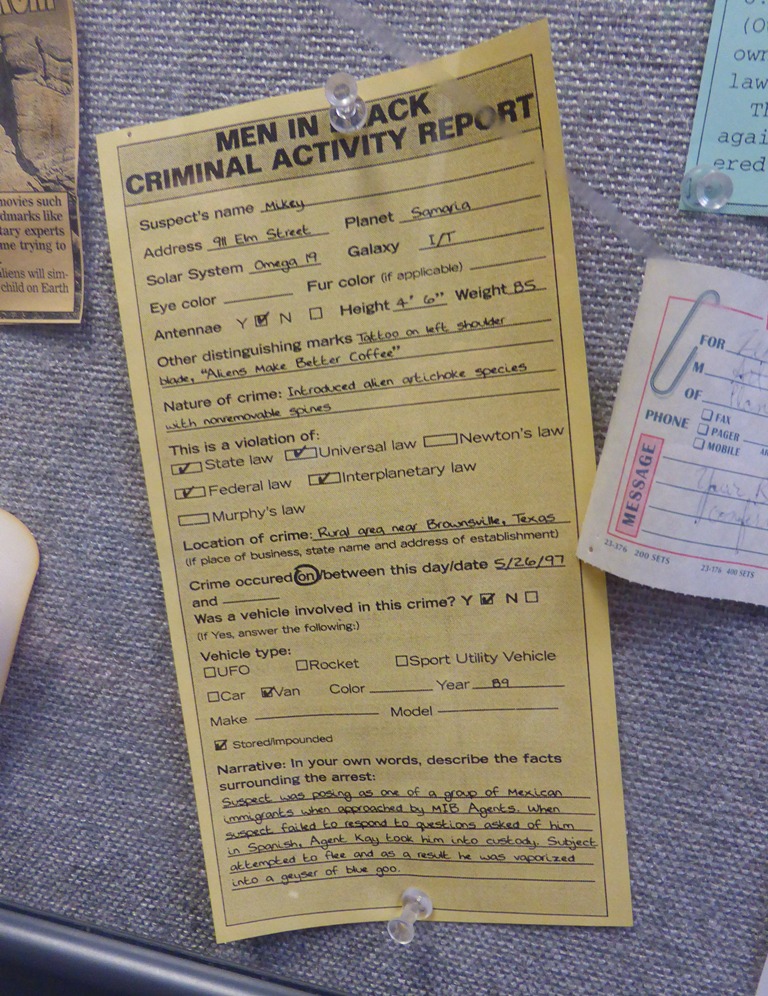 movies such
dmarks like
tary experts
me trying to
aliens will sim-
child on Earth
MEN IN BLACK
CRIMINAL ACTIVITY REPORT
Suspect's name Mikey
Address 911 Elm Street Planet Samaria
Solar System Omega 19 Galaxy I/T
Eye color Fur color (if applicable)
Antennae Y N Height 4' 6" Weight 85
Other distinguishing marks Tattoo on left shoulder
blade, "Aliens Make Better Coffee"
Nature of crime: Introduced alien artichoke species
with nonremovable spines
This is a violation of:
State law Universal law Newton's law
Federal law Interplanetary law
Murphy's law
Location of crime: Rural area near Brownsville, Texas
(if place of business, state name and address of establishment)
Crime occured on/between this day/date 5/26/97
and
Was a vehicle involved in this crime? Y N
(If Yes, answer the following:)
Vehicle type:
UFO Rocket Sport Utility Vehicle
Car Van Color Year 89
Make Model
Stored/impounded
Narrative: In your own words, describe the facts
surrounding the arrest:
Suspect was posing as one of a group of Mexican
immigrants when approached by MIB Agents. When
suspect failed to respond to questions asked of him
in Spanish, Agent Kay took him into custody. Subject
attempted to flee and as a result he was vaporized
into a geyser of blue goo.
(O
own
law
Th
agai
ered
FOR
M
OF
PHONE FAX
PAGER
MOBILE
MESSAGE
23-176 200 SETS 23-176 400 SETS